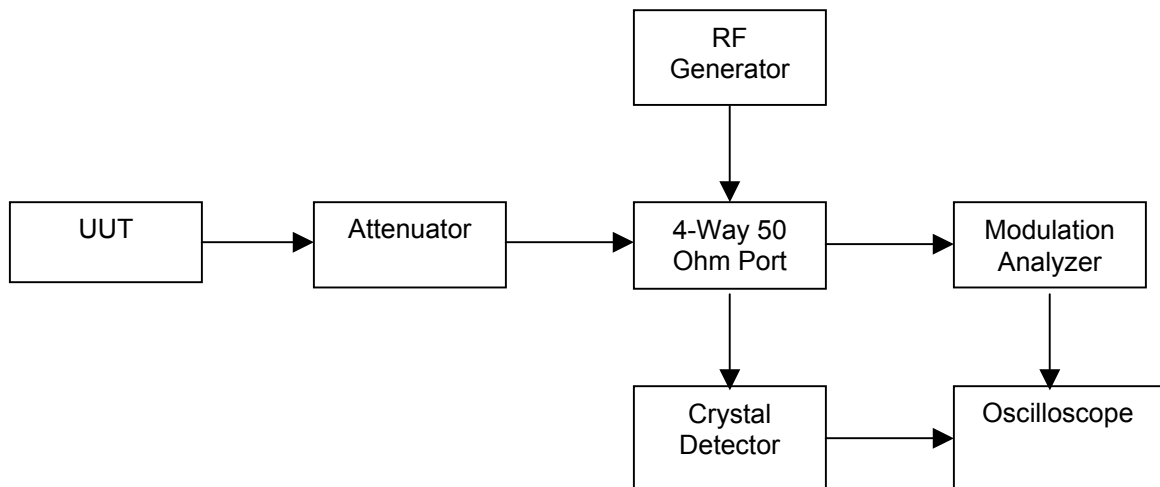 RF
Generator
UUT
Attenuator
4-Way 50
Ohm Port
Modulation
Analyzer
Crystal
Detector
Oscilloscope